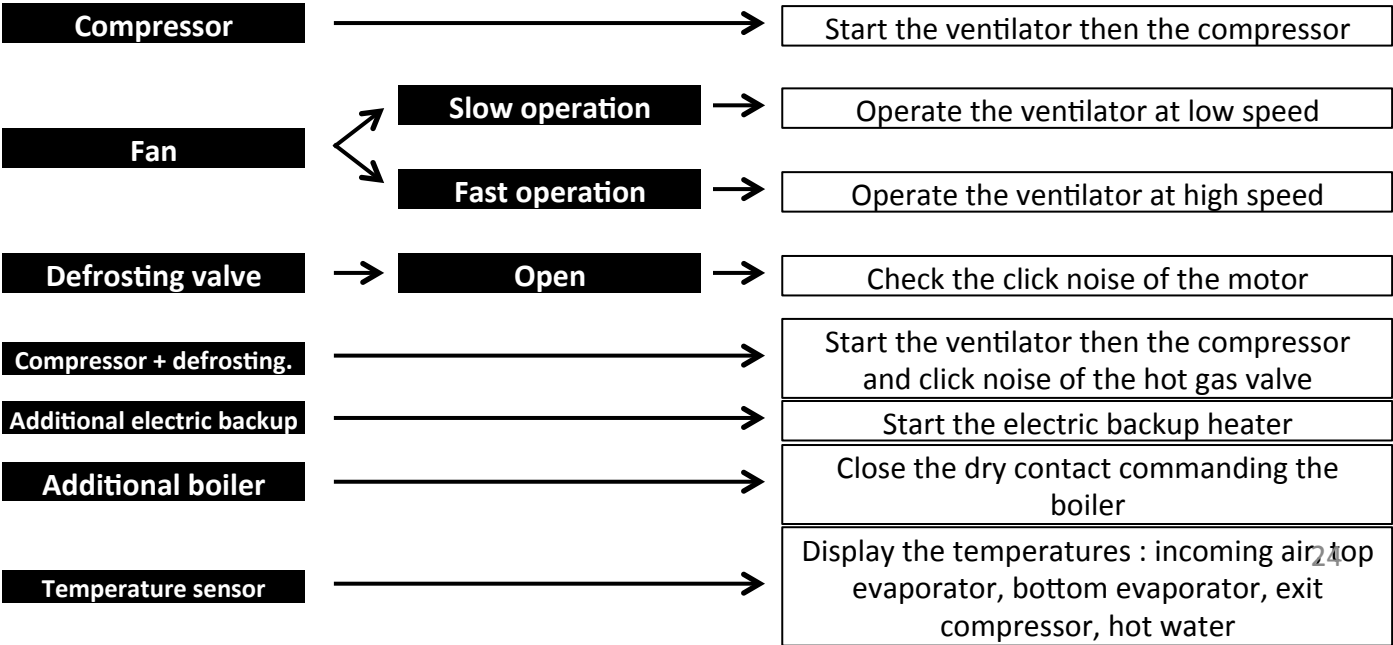 Compressor
Start the ventilator then the compressor
Slow operation
Operate the ventilator at low speed
Fan
Fast operation
Operate the ventilator at high speed
Defrosting valve
Open
Check the click noise of the motor
Compressor + defrosting.
Start the ventilator then the compressor
and click noise of the hot gas valve
Additional electric backup
Start the electric backup heater
Additional boiler
Close the dry contact commanding the
boiler
Temperature sensor
Display the temperatures : incoming air, top
evaporator, bottom evaporator, exit
compressor, hot water
24